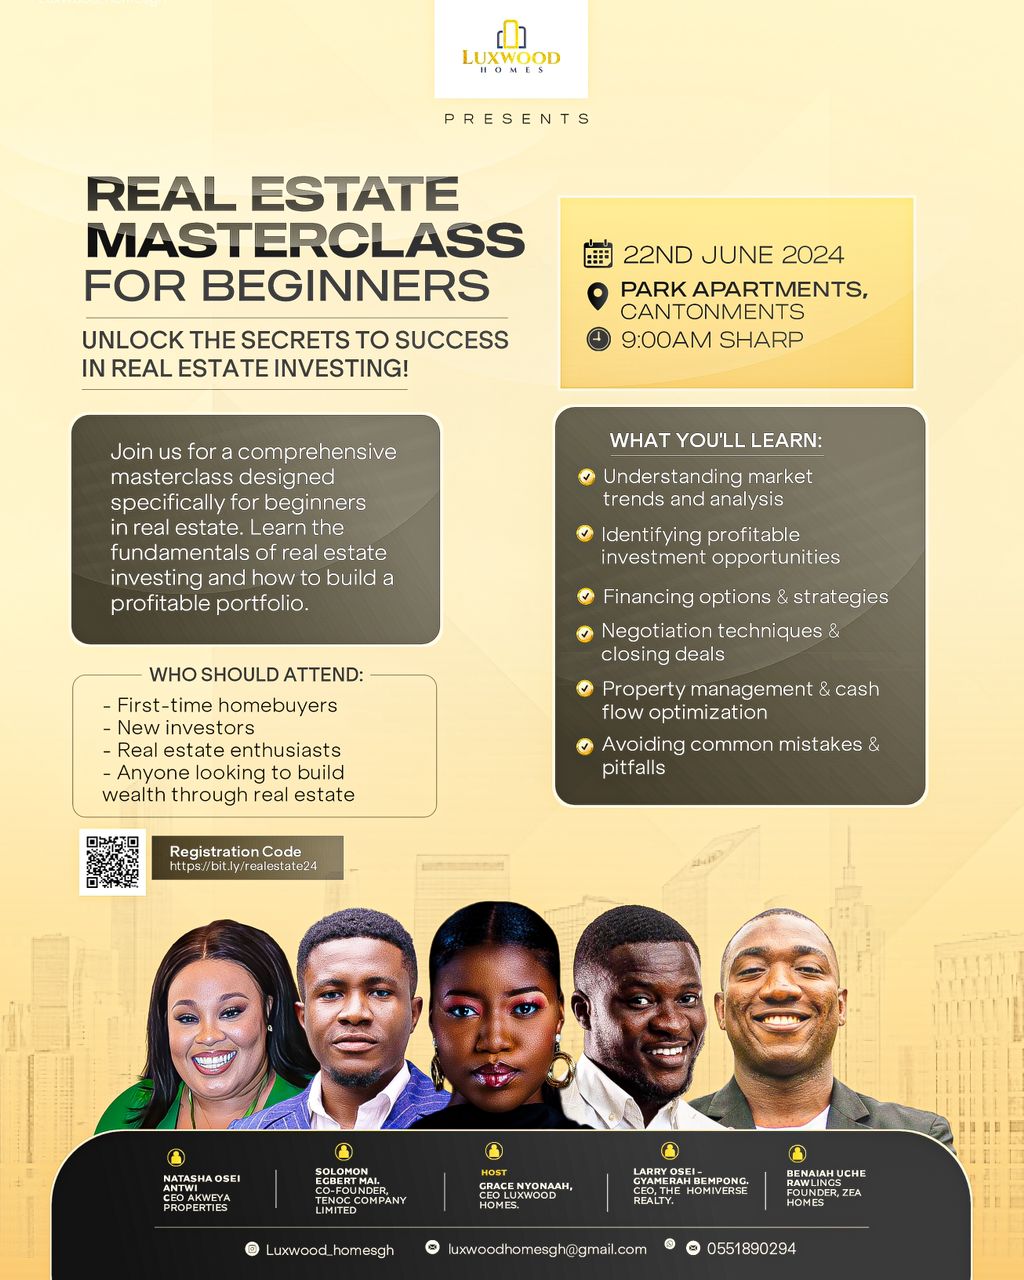 LUXWOOD
HOMES
PRESENTS
REAL ESTATE
MASTERCLASS
FOR BEGINNERS
UNLOCK THE SECRETS TO SUCCESS
IN REAL ESTATE INVESTING!
22ND JUNE 2024
PARK APARTMENTS,
CANTONMENTS
9:00AM SHARP
Join us for a comprehensive
masterclass designed
specifically for beginners
in real estate. Learn the
fundamentals of real estate
investing and how to build a
profitable portfolio.
WHO SHOULD ATTEND:
- First-time homebuyers
- New investors
- Real estate enthusiasts
- Anyone looking to build
wealth through real estate
WHAT YOU'LL LEARN:
Understanding market
trends and analysis
Identifying profitable
investment opportunities
Financing options & strategies
Negotiation techniques &
closing deals
Property management & cash
flow optimization
Avoiding common mistakes &
pitfalls
Registration Code
https://bit.ly/realestate24
NATASHA OSEI
ANTWI
CEO AKWEYA
PROPERTIES
SOLOMON
EGBERT MAI.
CO-FOUNDER,
TENOC COMPANY
LIMITED
HOST
GRACE NYONAAH,
CEO LUXWOOD
HOMES.
LARRY OSEI -
GYAMERAH BEMPONG.
CEO, THE HOMIVERSE
REALTY.
BENAIAH UCHE
RAWLINGS
FOUNDER, ZEA
HOMES
Luxwood_homesgh
luxwoodhomesgh@gmail.com
0551890294